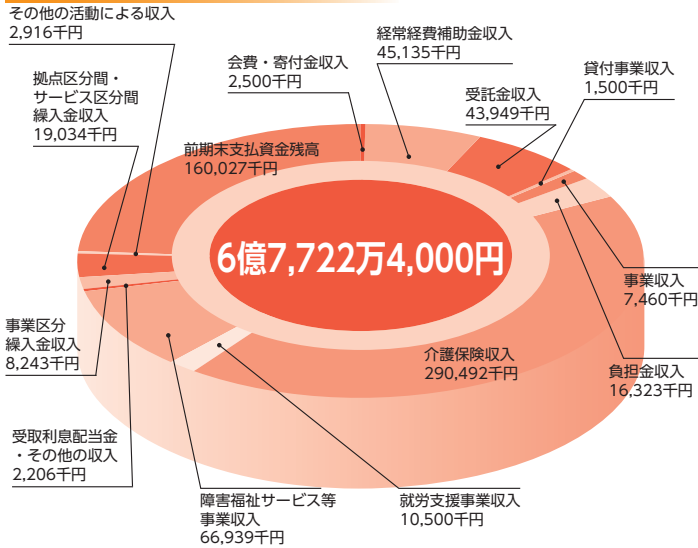 その他の活動による収入
2,916千円
拠点区分間・
サービス区分間
繰入金収入
19,034千円
会費・寄付金収入
2,500千円
経常経費補助金収入
45,135千円
受託金収入
43,949千円
貸付事業収入
1,500千円
前期末支払資金残高
160,027千円
6億7,722万4,000円
事業収入
7,460千円
負担金収入
16,323千円
介護保険収入
290,492千円
事業区分
繰入金収入
8,243千円
受取利息配当金
・その他の収入
2,206千円
障害福祉サービス等
事業収入
66,939千円
就労支援事業収入
10,500千円